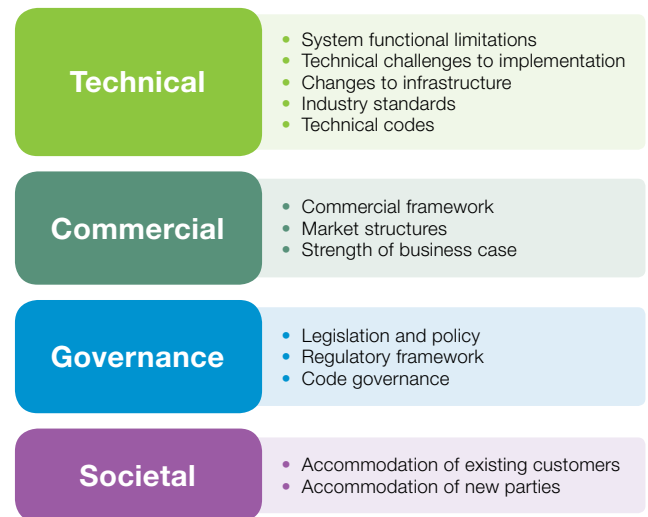 Technical
• System functional limitations
• Technical challenges to implementation
• Changes to infrastructure
• Industry standards
• Technical codes
Commercial
• Commercial framework
• Market structures
• Strength of business case
Governance
• Legislation and policy
• Regulatory framework
• Code governance
Societal
• Accommodation of existing customers
• Accommodation of new parties